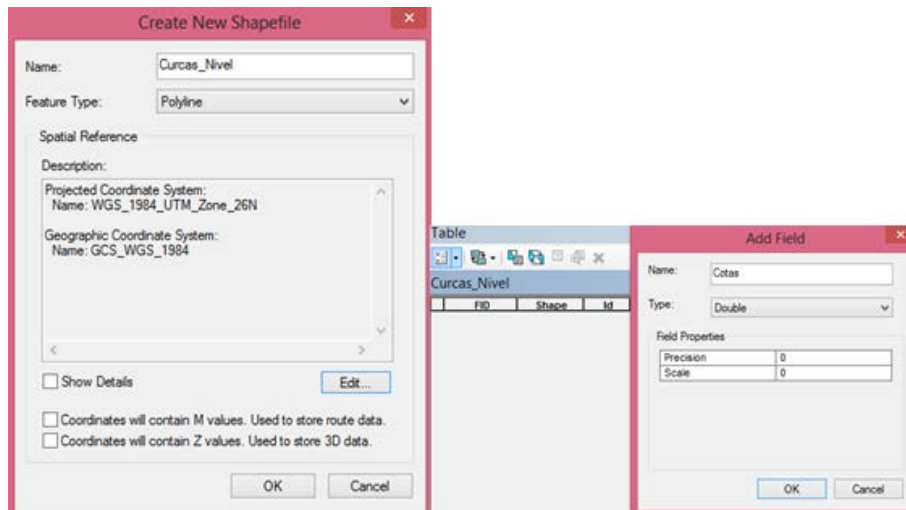 Create New Shapefile
Name: Curcas_Nivel
Feature Type: Polyline
Spatial Reference
Description:
Projected Coordinate System:
Name: WGS_1984_UTM_Zone_26N
Geographic Coordinate System:
Name: GCS_WGS_1984
Show Details
Edit...
Coordinates will contain M values. Used to store route data.
Coordinates will contain Z values. Used to store 3D data.
OK Cancel
Table
Curcas_Nivel
FID Shape Id
Add Field
Name: Cotas
Type: Double
Field Properties
Precision 0
Scale 0
OK Cancel